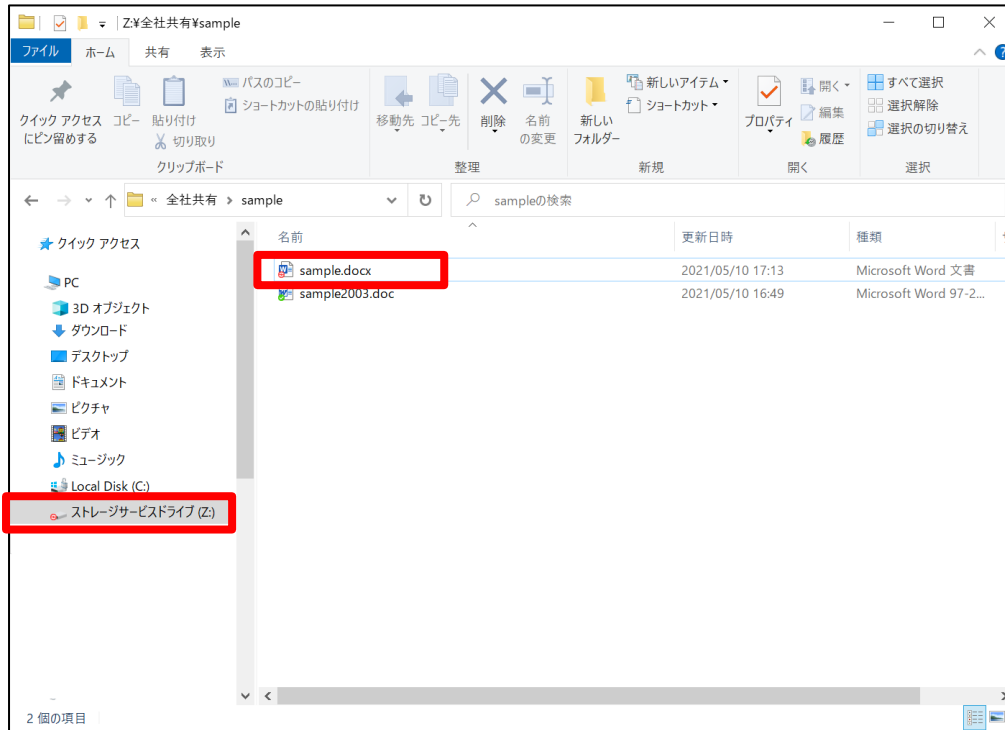 Z:¥全社共有¥sample
ファイル ホーム 共有 表示
クイック アクセス
にピン留めする
コピー
貼り付け
パスのコピー
ショートカットの貼り付け
切り取り
クリップボード
移動先
コピー先
削除
名前
の変更
整理
新しい
フォルダー
新しいアイテム
ショートカット
新規
プロパティ
開く
編集
履歴
開く
すべて選択
選択解除
選択の切り替え
選択
« 全社共有 > sample
sampleの検索
クイック アクセス
PC
3D オブジェクト
ダウンロード
デスクトップ
ドキュメント
ピクチャ
ビデオ
ミュージック
Local Disk (C:)
ストレージサービスドライブ (Z:)
名前 更新日時 種類
sample.docx 2021/05/10 17:13 Microsoft Word 文書
sample2003.doc 2021/05/10 16:49 Microsoft Word 97-2...
2 個の項目